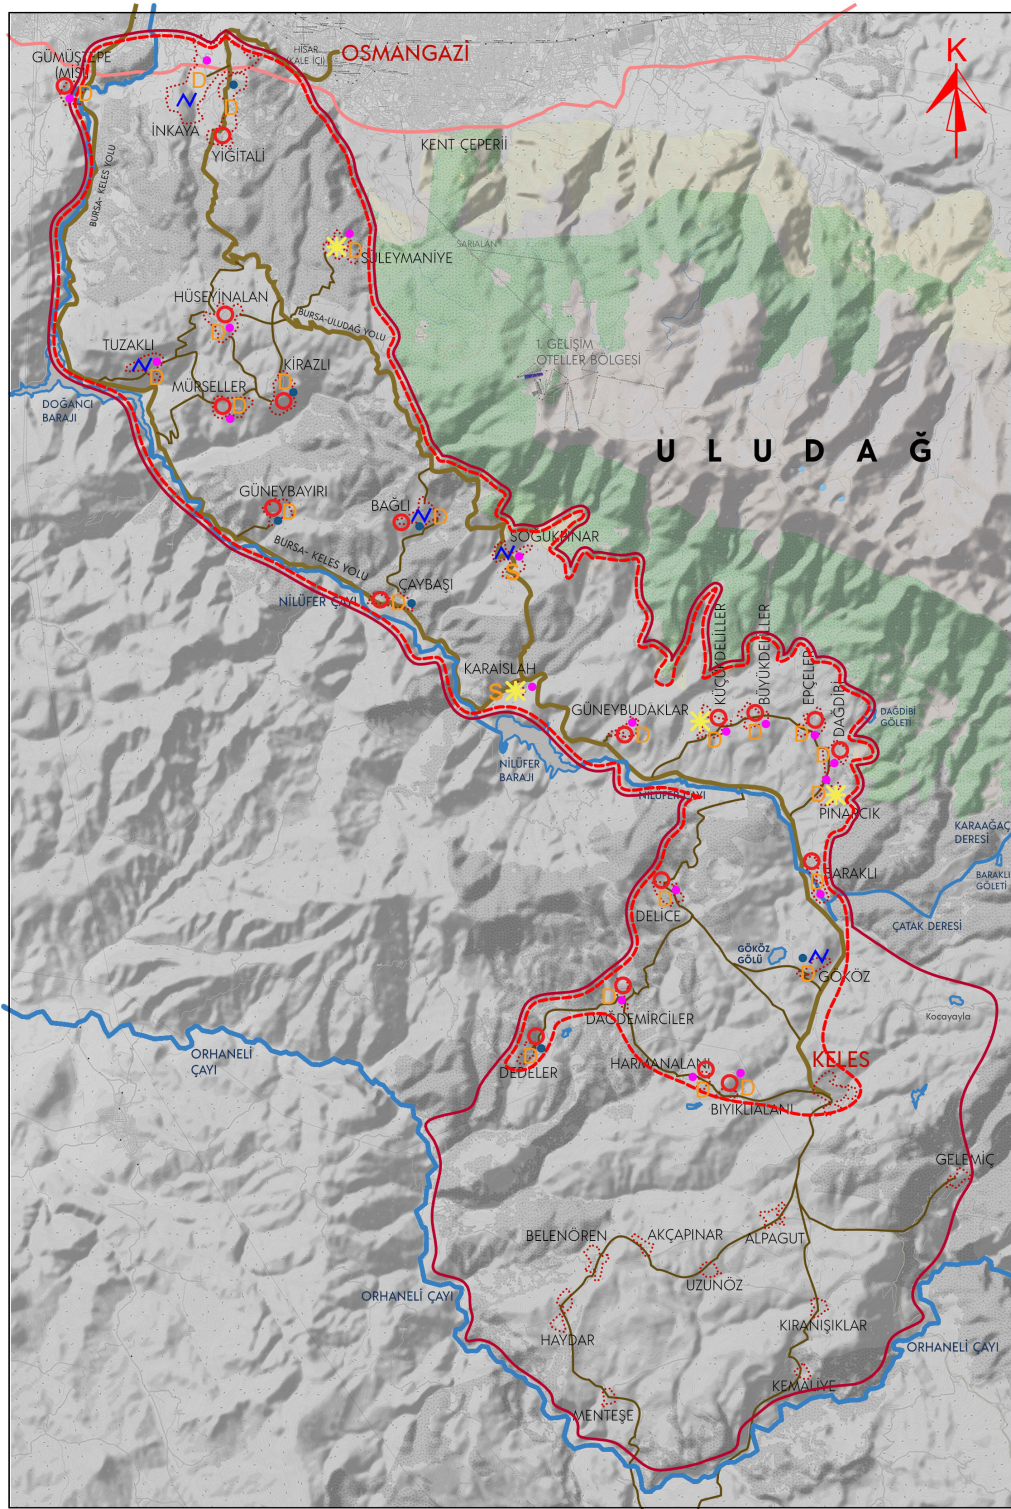 GÜMÜŞTEPE
(MİSİ)
D
HİSAR
(KALE İÇİ)
OSMANGAZİ
K
D
D
İNKAYA
YİĞİTALİ
KENT ÇEPERİİ
BURSA- KELES YOLU
SARIALAN
D
SÜLEYMANİYE
HÜSEYİNALAN
D
BURSA-ULUDAĞ YOLU
TUZAKLI
D
KİRAZLI
D
1. GELİŞİM
OTELLER BÖLGESİ
MÜRSELLER
D
DOĞANCI
BARAJI
ULUDAĞ
GÜNEYBAYIRI
D
BAĞLI
D
SOĞUKPINAR
S
BURSA- KELES YOLU
ÇAYBAŞI
D
NİLÜFER ÇAYI
KARAİSLAH
S
KÜÇÜKDELİLLER
D
BÜYÜKDELİLLER
D
EPÇELER
D
DAĞDİBİ
D
DAĞDİBİ
GÖLETİ
GÜNEYBUDAKLAR
D
NİLÜFER
BARAJI
NİLÜFER ÇAYI
D
PINARCIK
KARAAĞAÇ
DERESİ
BARAKLI
D
BARAKLI
GÖLETİ
DELİCE
D
ÇATAK DERESİ
GÖKÖZ
GÖLÜ
D
GÖKÖZ
D
DAĞDEMİRCİLER
Kocayayla
ORHANELİ
ÇAYI
D
DEDELER
HARMANALANI
D
D
BIYIKLIALANI
KELES
GELEMİÇ
BELENÖREN
AKÇAPINAR
ALPAGUT
UZUNÖZ
ORHANELİ ÇAYI
HAYDAR
KIRANIŞIKLAR
ORHANELİ ÇAYI
KEMALİYE
MENTEŞE